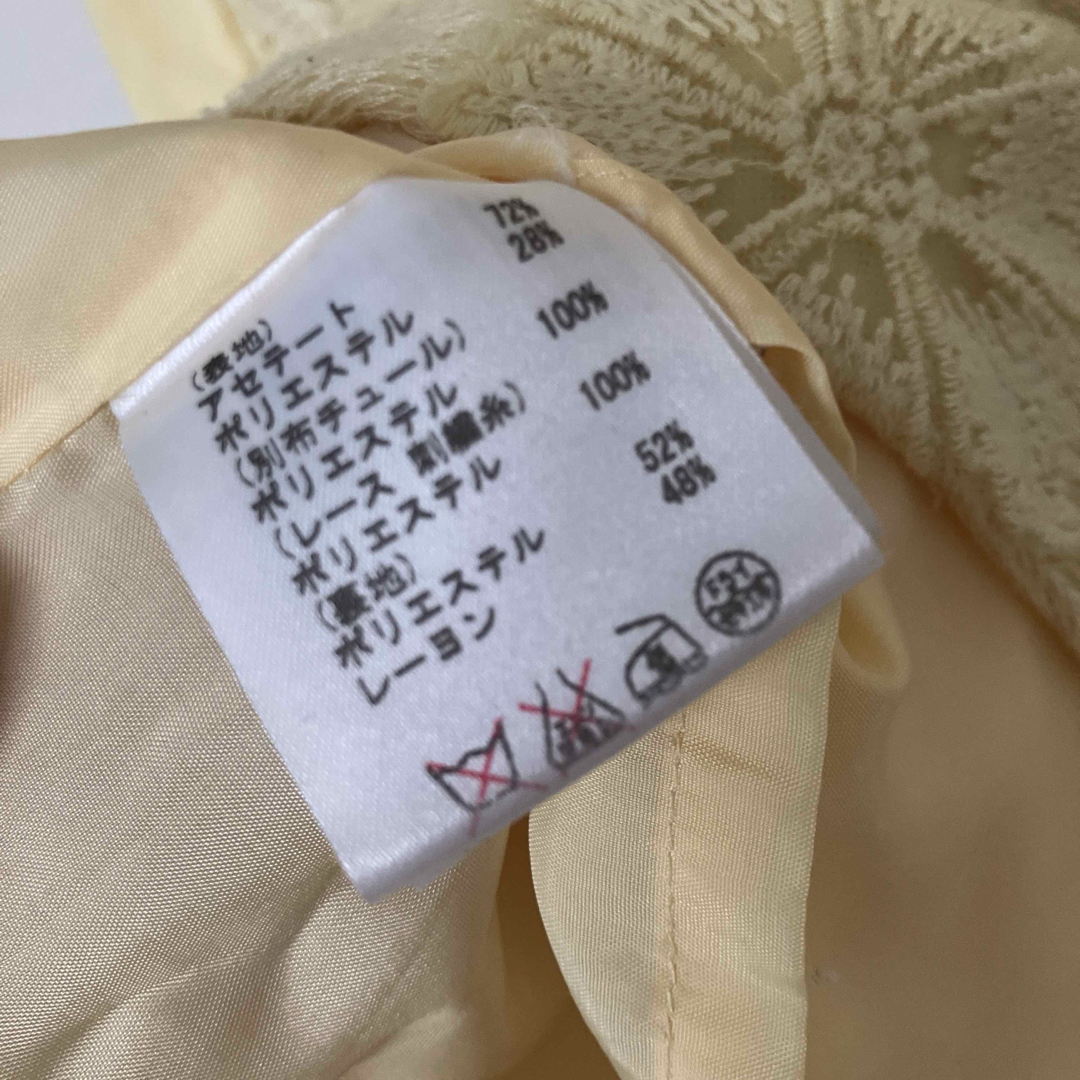 (表地)
アセテート 72%
ポリエステル 28%
(別布チュール)
ポリエステル 100%
(レース 刺繍糸)
ポリエステル 100%
(裏地)
ポリエステル 52%
レーヨン 48%
ドライ